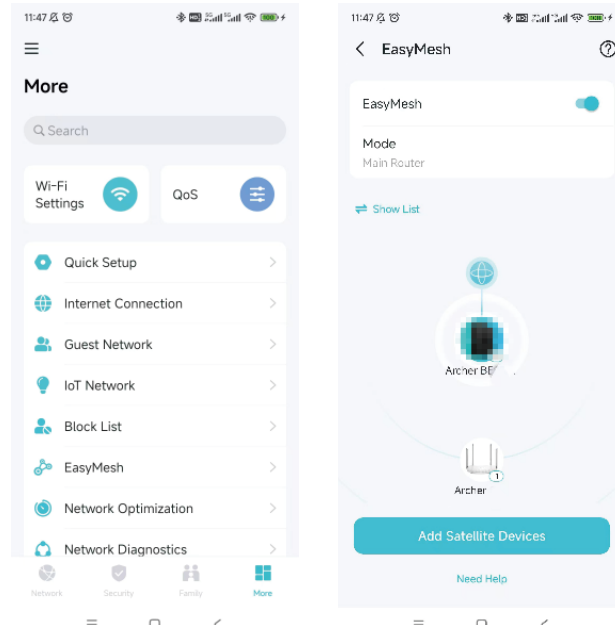 11:47
More
Search
Wi-Fi
Settings
QoS
Quick Setup
Internet Connection
Guest Network
IoT Network
Block List
EasyMesh
Network Optimization
Network Diagnostics
Network
Security
Family
More
11:47
EasyMesh
EasyMesh
Mode
Main Router
Show List
Archer
1
Archer
Add Satellite Devices
Need Help